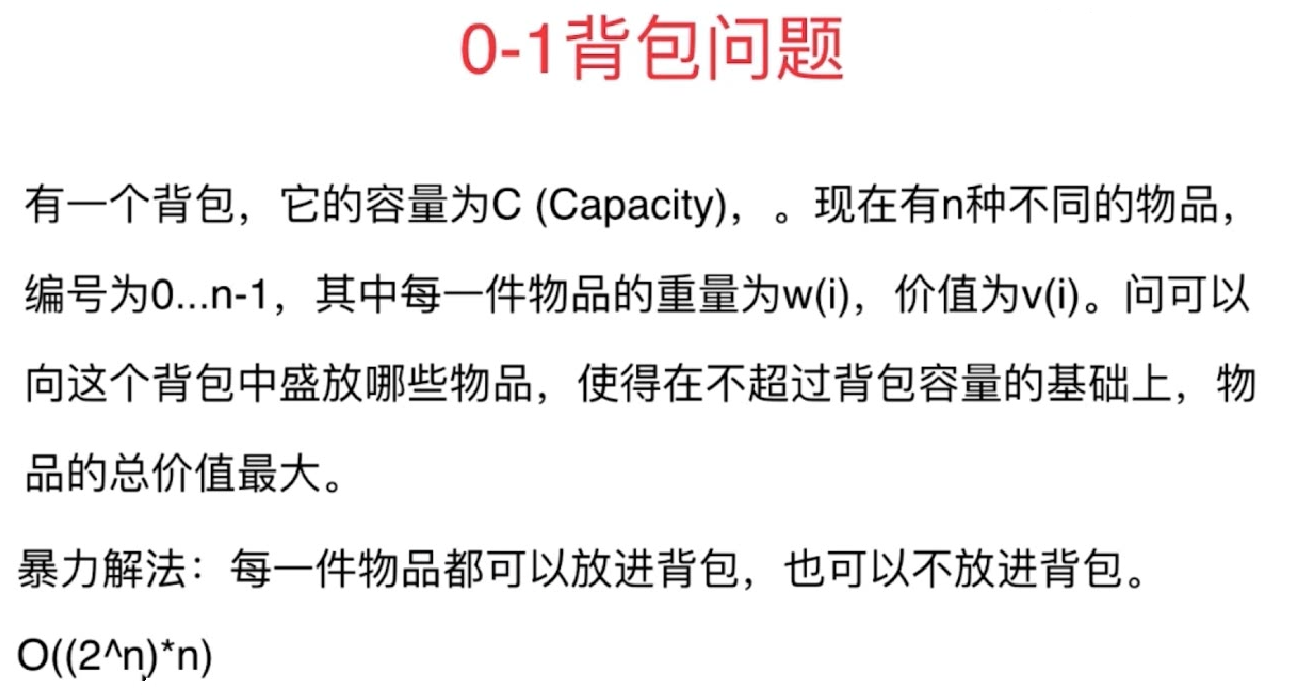 0-1背包问题
有一个背包，它的容量为C (Capacity)，。现在有n种不同的物品，
编号为0...n-1，其中每一件物品的重量为w(i)，价值为v(i)。问可以
向这个背包中盛放哪些物品，使得在不超过背包容量的基础上，物
品的总价值最大。
暴力解法：每一件物品都可以放进背包，也可以不放进背包。
O((2^n)*n)